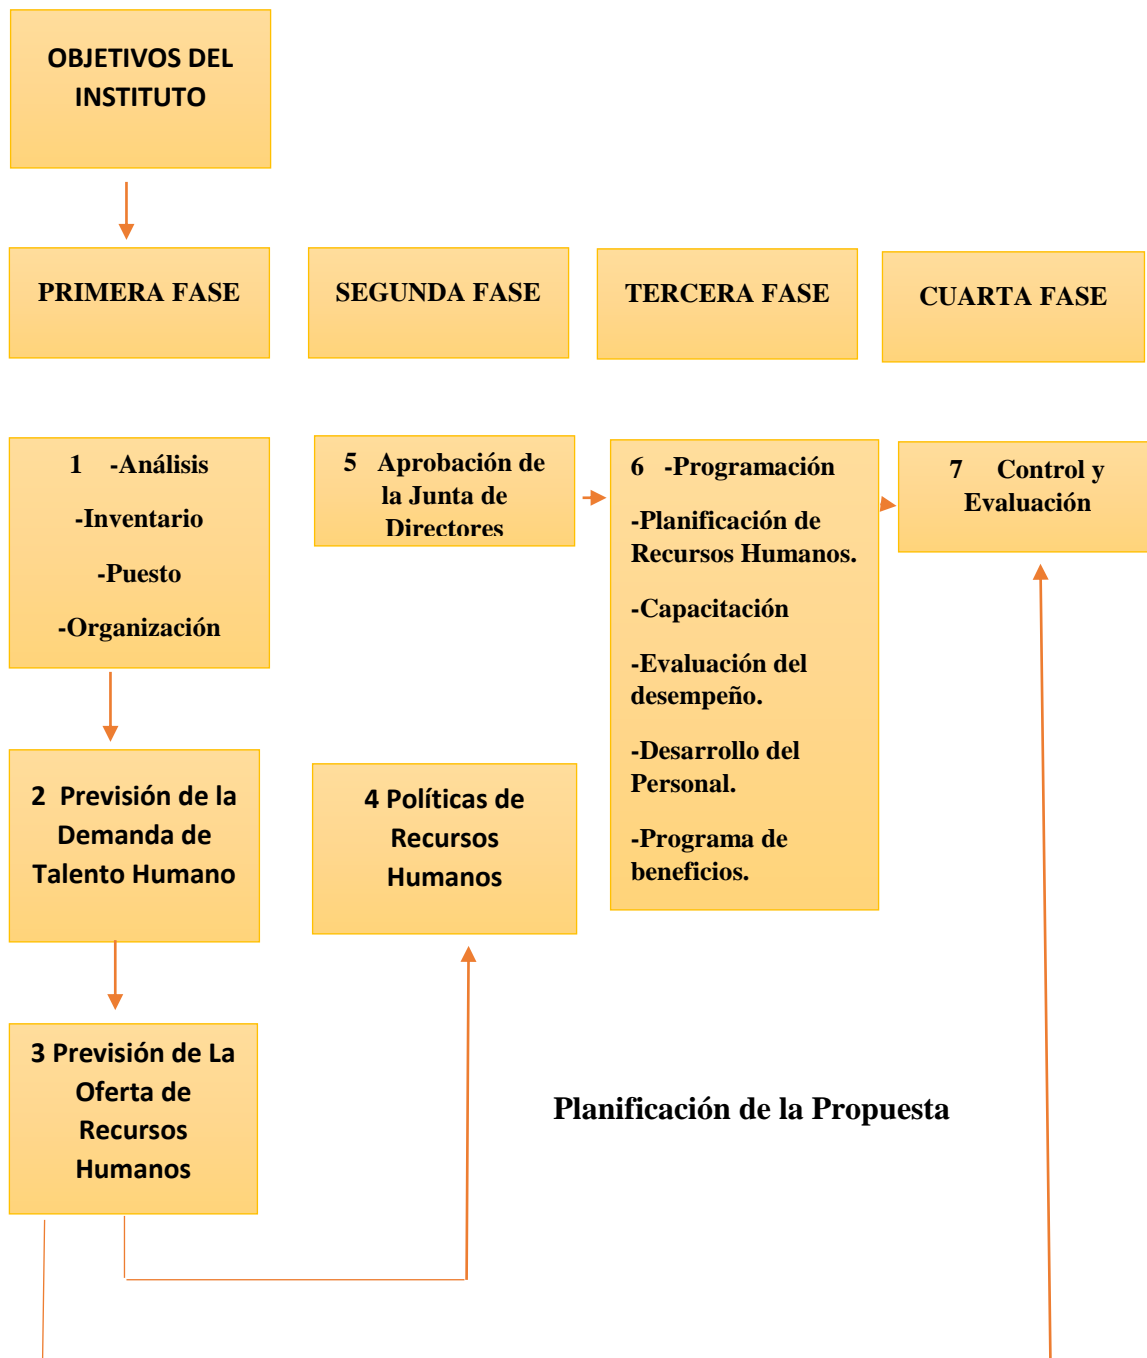 OBJETIVOS DEL
INSTITUTO
PRIMERA FASE
SEGUNDA FASE
TERCERA FASE
CUARTA FASE
1 -Análisis
-Inventario
-Puesto
-Organización
2 Previsión de la
Demanda de
Talento Humano
3 Previsión de La
Oferta de
Recursos
Humanos
5 Aprobación de
la Junta de
Directores
4 Políticas de
Recursos
Humanos
6 -Programación
-Planificación de
Recursos Humanos.
-Capacitación
-Evaluación del
desempeño.
-Desarrollo del
Personal.
-Programa de
beneficios.
7 Control y
Evaluación
Planificación de la Propuesta